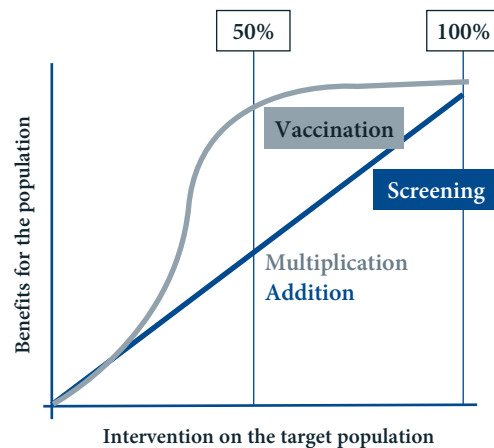 50%
100%
Benefits for the population
Vaccination
Screening
Multiplication
Addition
Intervention on the target population